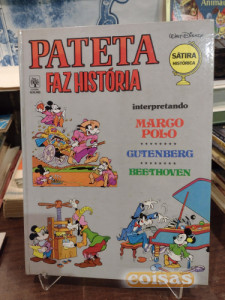 PATETA
FAZ HISTÓRIA
WALT DISNEY
SÁTIRA
HISTÓRICA
interpretando
MARCO
POLO
GUTENBERG
BEETHOVEN
coisas